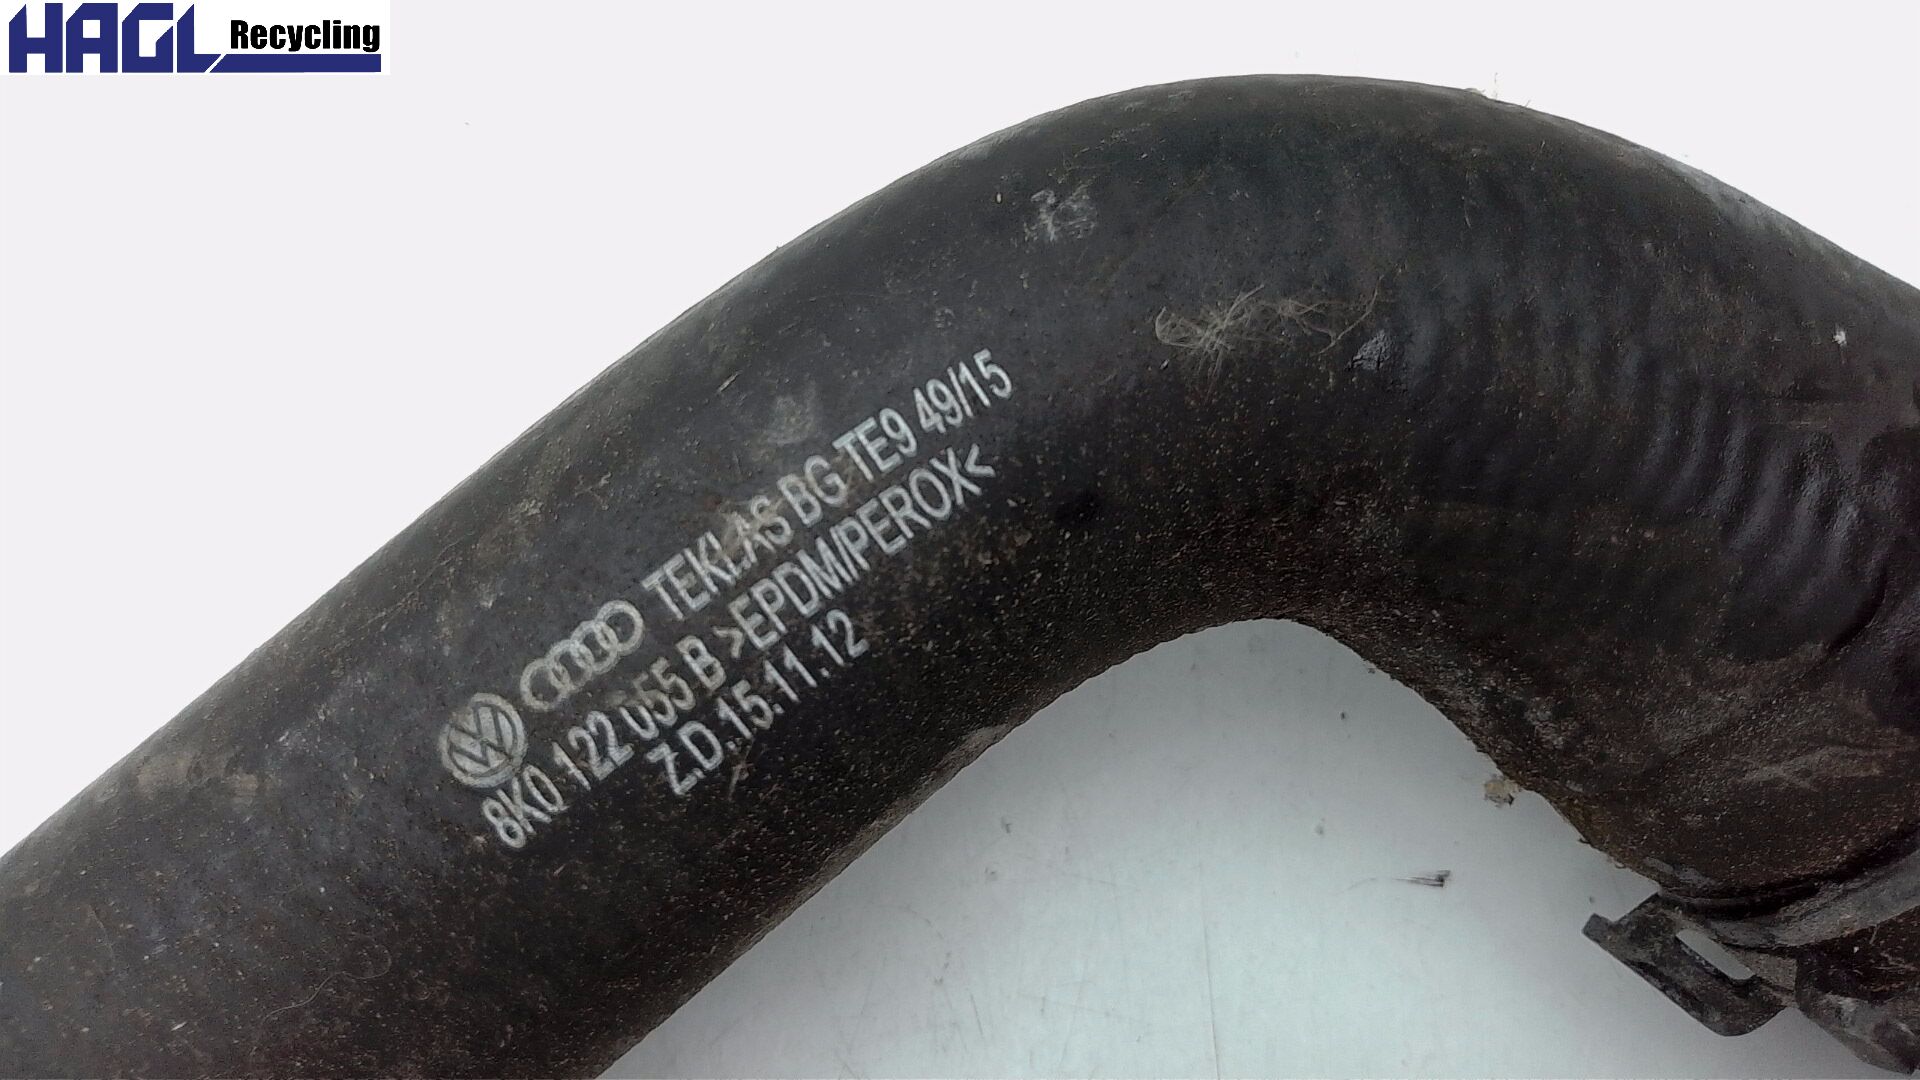 HAGL Recycling
TEKLAS BG TE9 49/15
8K0 122 055 B >EPDM/PEROX<
Z.D.15.11.12